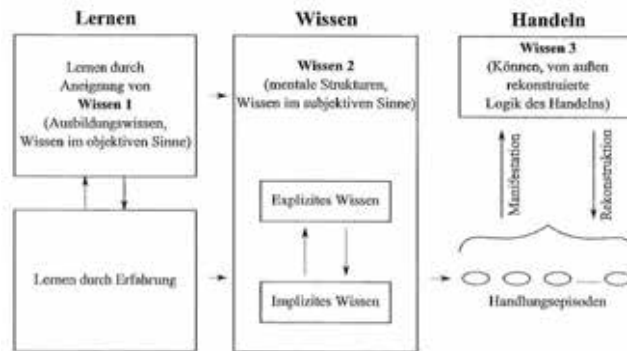 Lernen
Lernen durch
Aneignung von
Wissen 1
(Ausbildungswissen,
Wissen im objektiven Sinne)
Lernen durch Erfahrung
Wissen
Wissen 2
(mentale Strukturen,
Wissen im subjektiven Sinne)
Explizites Wissen
Implizites Wissen
Handeln
Wissen 3
(Können, von außen
rekonstruierte
Logik des Handelns)
Manifestation
Rekonstruktion
Handlungsepisoden